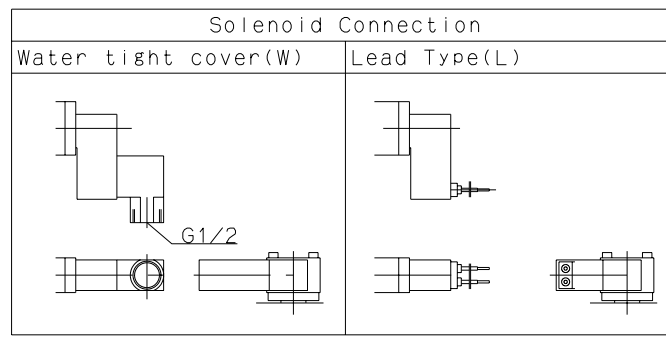 Solenoid Connection
Water tight cover(W)
Lead Type(L)
G1/2